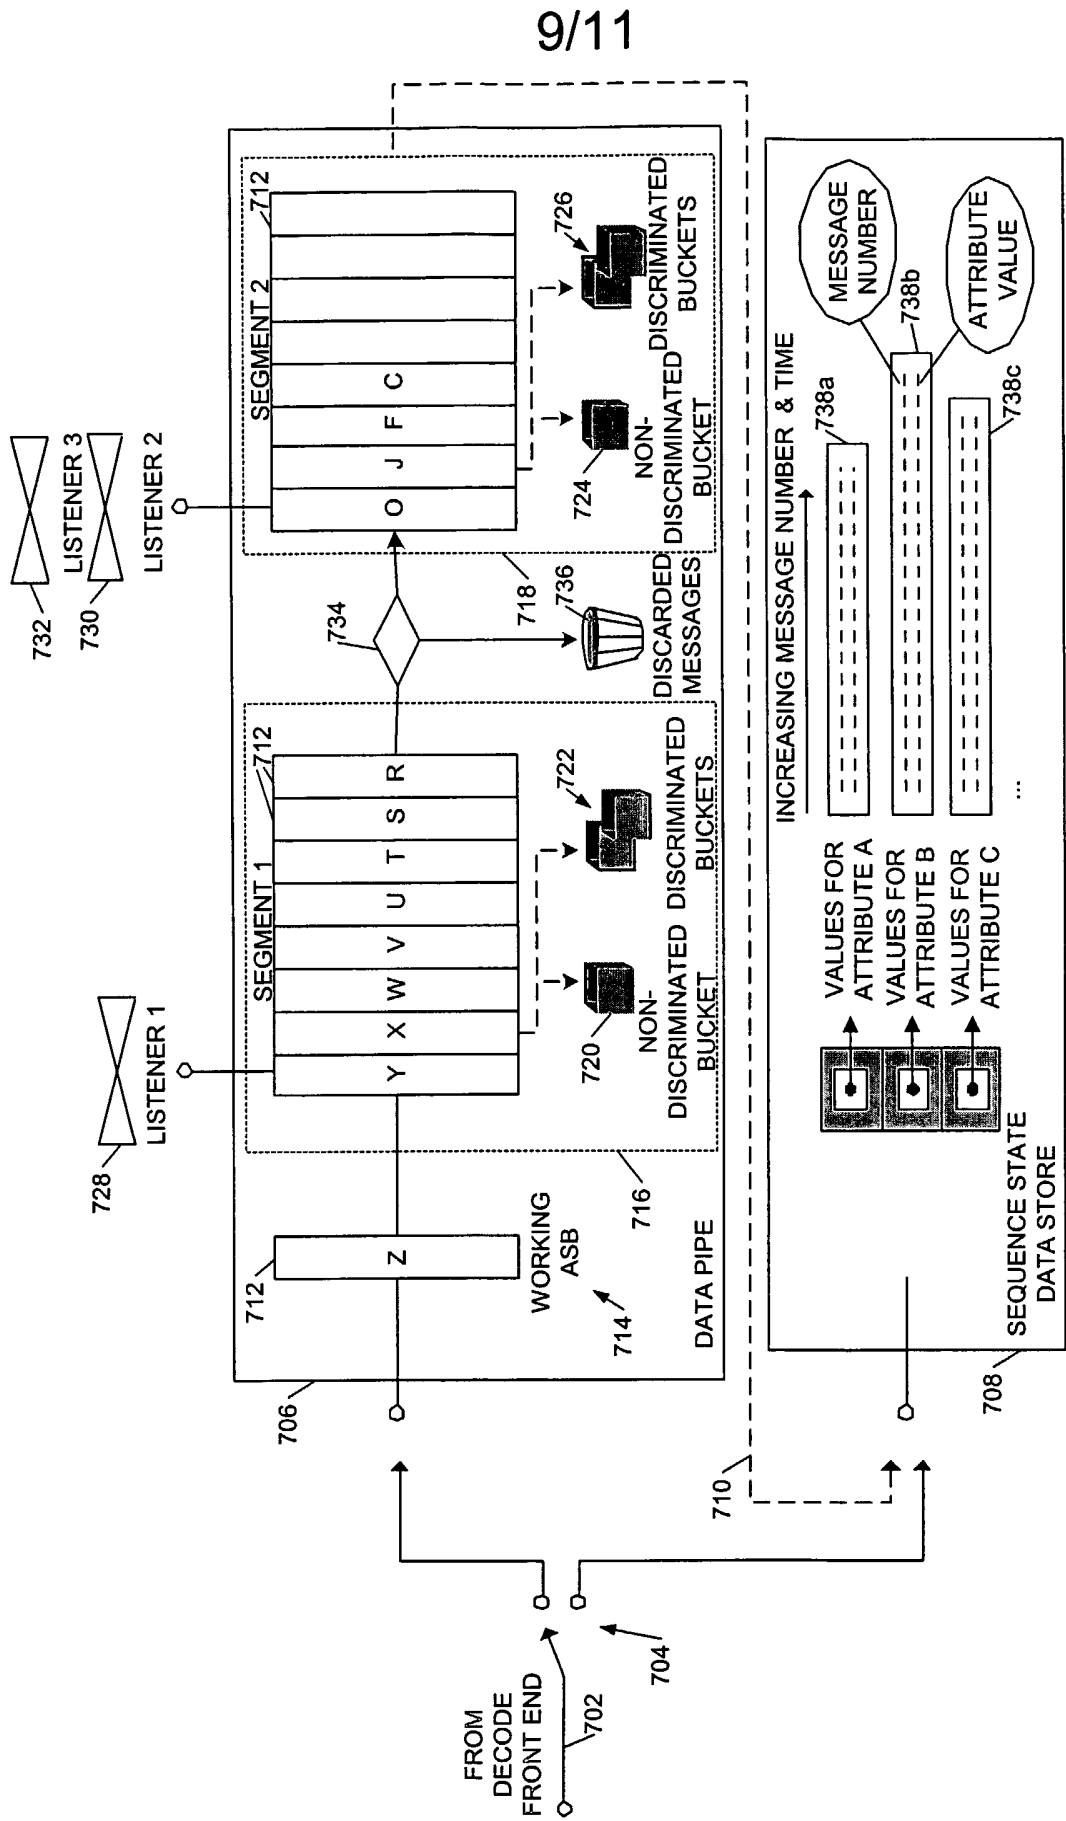 9/11
732
LISTENER 3
730
LISTENER 2
728
LISTENER 1
706
712
Z
WORKING
ASB
714
DATA PIPE
716
SEGMENT 1
712
Y
X
W
V
U
T
S
R
720
NON-
DISCRIMINATED
BUCKET
722
DISCRIMINATED
BUCKETS
734
736
DISCARDED
MESSAGES
718
SEGMENT 2
712
O
J
F
C
724
NON-
DISCRIMINATED
BUCKET
726
DISCRIMINATED
BUCKETS
FROM
DECODE
FRONT END
702
704
710
708
SEQUENCE STATE
DATA STORE
INCREASING MESSAGE NUMBER & TIME
VALUES FOR
ATTRIBUTE A
738a
VALUES FOR
ATTRIBUTE B
738b
VALUES FOR
ATTRIBUTE C
738c
...
MESSAGE
NUMBER
ATTRIBUTE
VALUE